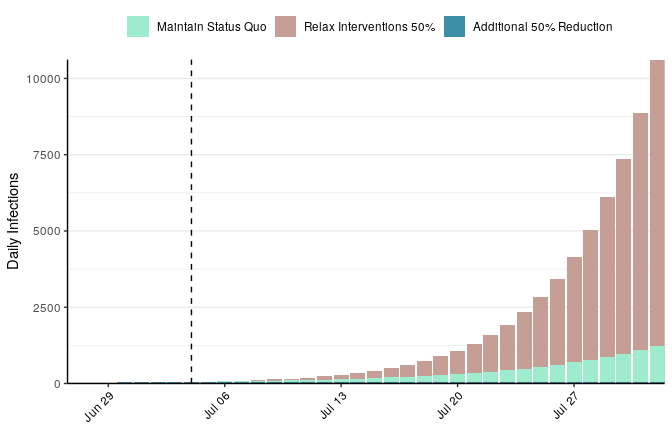 Maintain Status Quo Relax Interventions 50% Additional 50% Reduction
Daily Infections
10000
7500
5000
2500
0
Jun 29 Jul 06 Jul 13 Jul 20 Jul 27